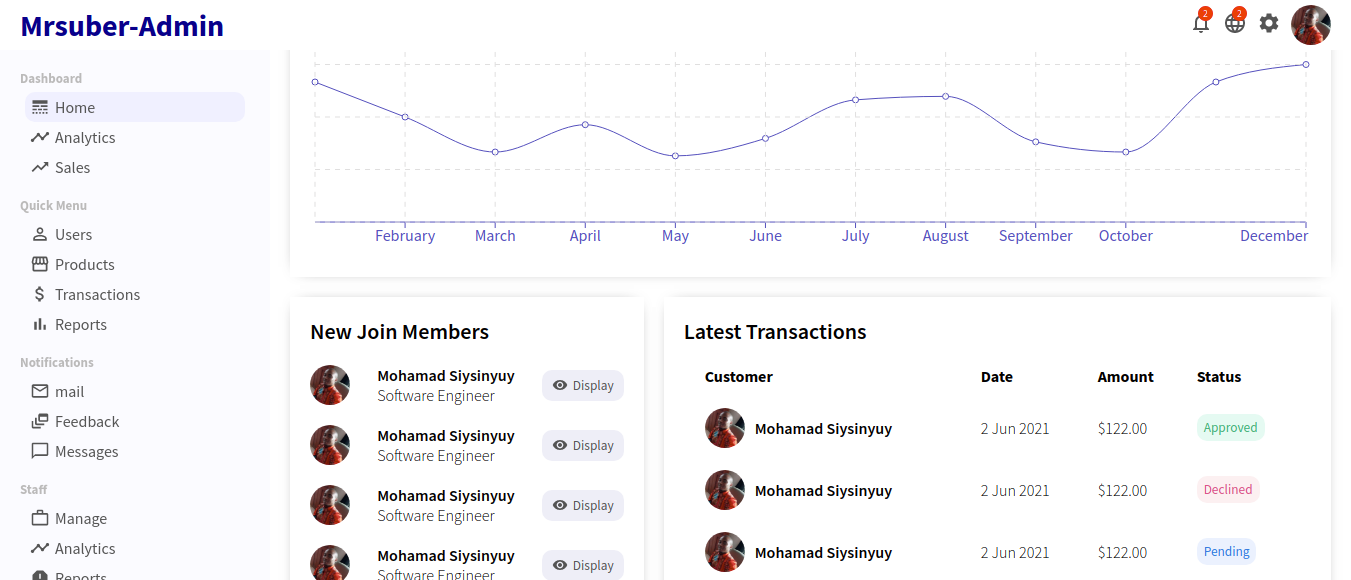 Mrsuber-Admin
2
2
Dashboard
Home
Analytics
Sales
Quick Menu
Users
Products
Transactions
Reports
Notifications
mail
Feedback
Messages
Staff
Manage
Analytics
Reports
February March April May June July August September October December
New Join Members
Mohamad Siysinyuy
Software Engineer
Display
Mohamad Siysinyuy
Software Engineer
Display
Mohamad Siysinyuy
Software Engineer
Display
Mohamad Siysinyuy
Software Engineer
Display
Latest Transactions
Customer Date Amount Status
Mohamad Siysinyuy 2 Jun 2021 $122.00 Approved
Mohamad Siysinyuy 2 Jun 2021 $122.00 Declined
Mohamad Siysinyuy 2 Jun 2021 $122.00 Pending